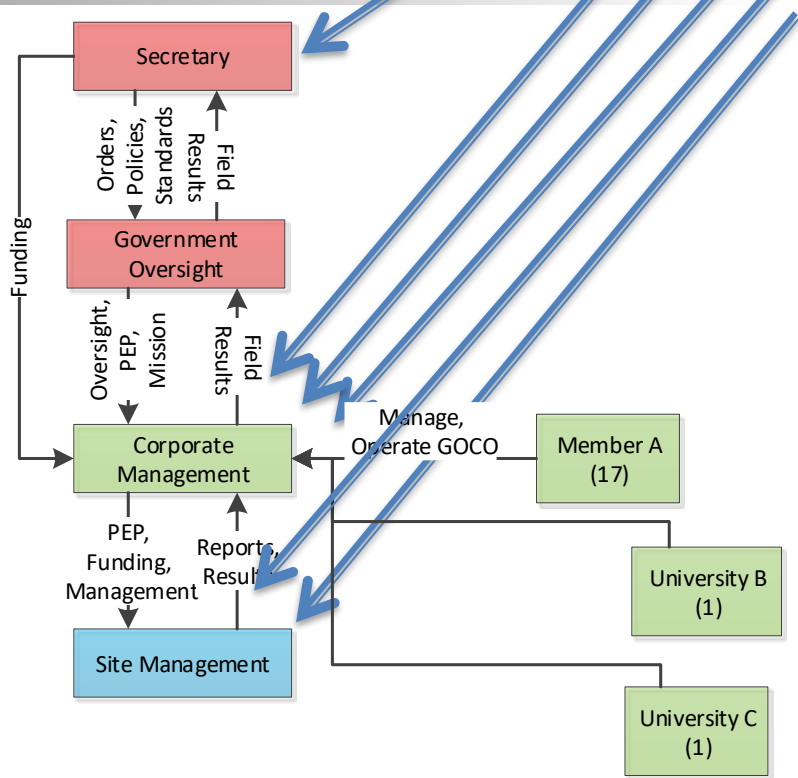 Secretary
Orders,
Policies,
Standards
Field
Results
Funding
Government
Oversight
Oversight,
PEP,
Mission
Field
Results
Manage,
Operate GOCO
Corporate
Management
Member A
(17)
PEP,
Funding,
Management
Reports,
Results
University B
(1)
Site Management
University C
(1)